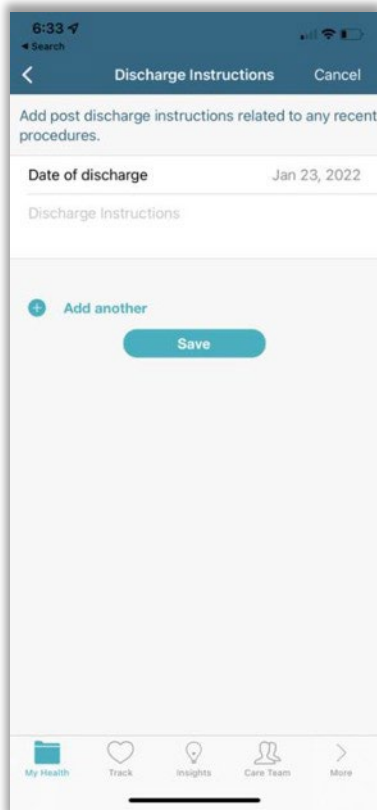 6:33
◀ Search
Discharge Instructions
Cancel
Add post discharge instructions related to any recent
procedures.
Date of discharge
Jan 23, 2022
Discharge Instructions
Add another
Save
My Health
Track
Insights
Care Team
More